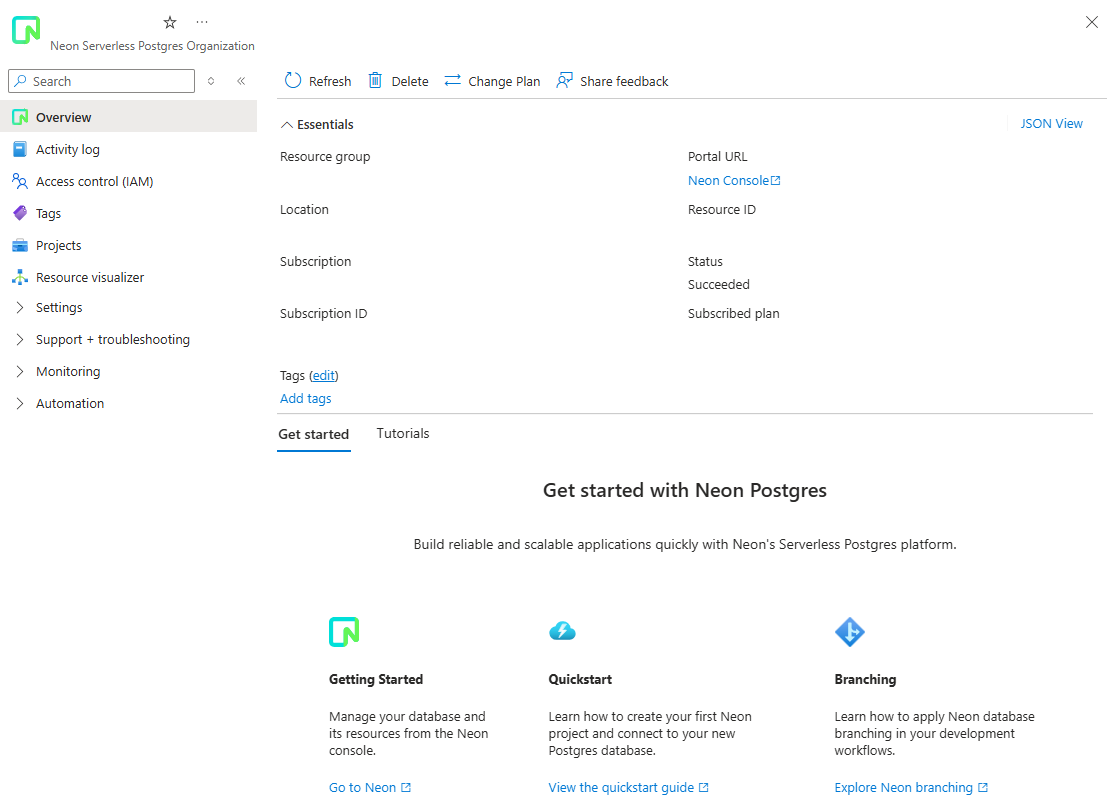 Neon Serverless Postgres Organization
Search
Refresh
Delete
Change Plan
Share feedback
Overview
Activity log
Access control (IAM)
Tags
Projects
Resource visualizer
Settings
Support + troubleshooting
Monitoring
Automation
Essentials
JSON View
Resource group
Portal URL
Neon Console
Location
Resource ID
Subscription
Status
Succeeded
Subscription ID
Subscribed plan
Tags (edit)
Add tags
Get started
Tutorials
Get started with Neon Postgres
Build reliable and scalable applications quickly with Neon's Serverless Postgres platform.
Getting Started
Manage your database and
its resources from the Neon
console.
Go to Neon
Quickstart
Learn how to create your first Neon
project and connect to your new
Postgres database.
View the quickstart guide
Branching
Learn how to apply Neon database
branching in your development
workflows.
Explore Neon branching